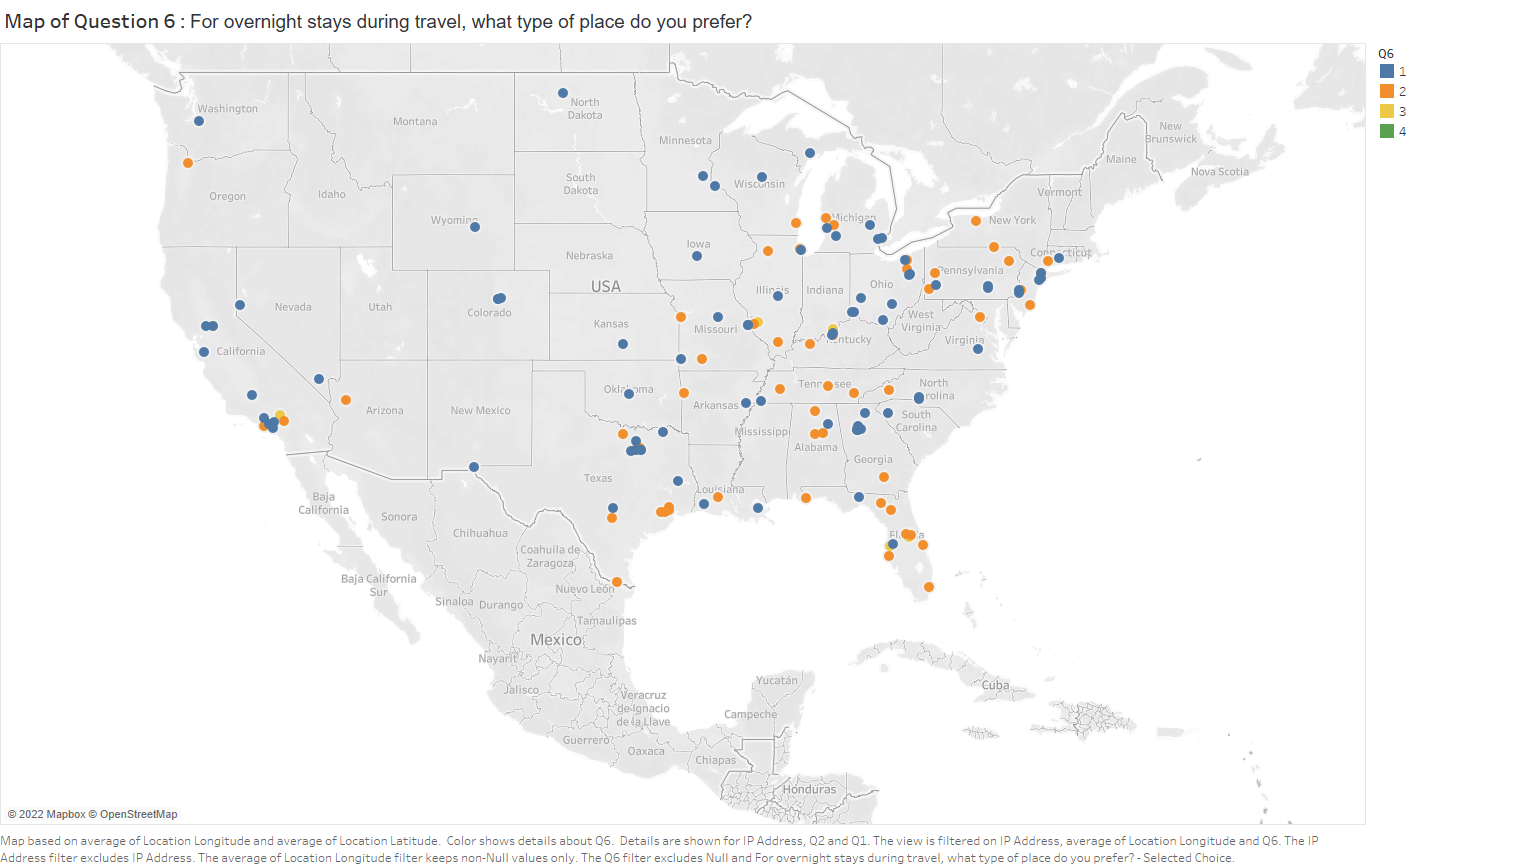 Map of Question 6 : For overnight stays during travel, what type of place do you prefer?
Q6
1
2
3
4
Washington
North
Dakota
Montana
Minnesota
New
Brunswick
Maine
Nova Scotia
Oregon
Idaho
South
Dakota
Wisconsin
Vermont
Wyoming
Michigan
New York
Iowa
Nebraska
Connecticut
USA
Pennsylvania
Nevada
Utah
Colorado
Illinois
Indiana
Ohio
Kansas
Missouri
West
Virginia
California
Kentucky
Virginia
Oklahoma
Tennessee
North
Carolina
Arizona
New Mexico
Arkansas
South
Carolina
Mississippi
Alabama
Georgia
Texas
Louisiana
Baja
California
Sonora
Chihuahua
Florida
Coahuila de
Zaragoza
Baja California
Sur
Nuevo León
Sinaloa
Durango
Tamaulipas
Mexico
Nayarit
Jalisco
Yucatán
Cuba
Veracruz
de Ignacio
de la Llave
Campeche
Guerrero
Oaxaca
Chiapas
Honduras
© 2022 Mapbox © OpenStreetMap
Map based on average of Location Longitude and average of Location Latitude.  Color shows details about Q6.  Details are shown for IP Address, Q2 and Q1. The view is filtered on IP Address, average of Location Longitude and Q6. The IP
Address filter excludes IP Address. The average of Location Longitude filter keeps non-Null values only. The Q6 filter excludes Null and For overnight stays during travel, what type of place do you prefer? - Selected Choice.